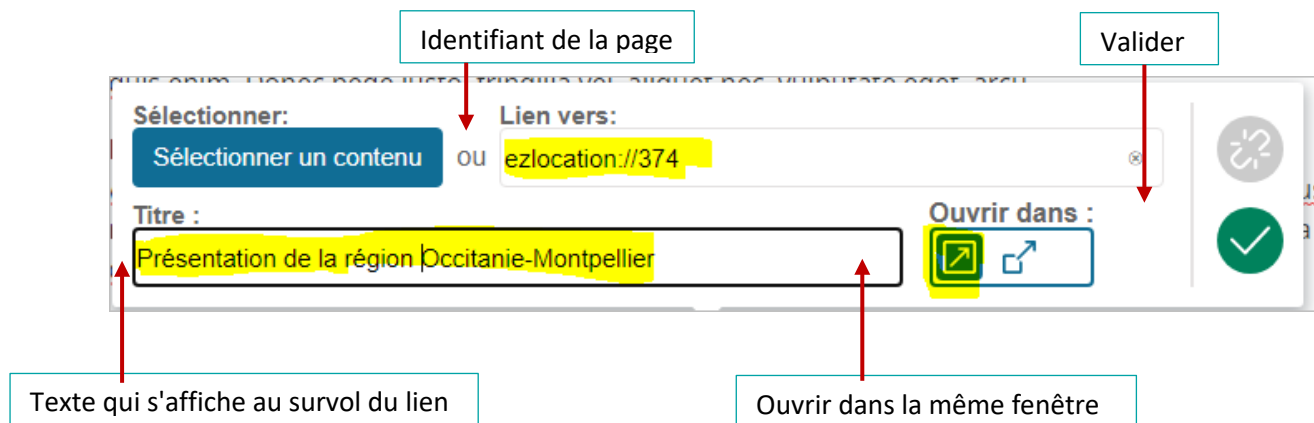 Identifiant de la page
Valider
Sélectionner:
Lien vers:
Sélectionner un contenu
ou
ezlocation://374
Titre :
Ouvrir dans :
Présentation de la région Occitanie-Montpellier
Texte qui s'affiche au survol du lien
Ouvrir dans la même fenêtre